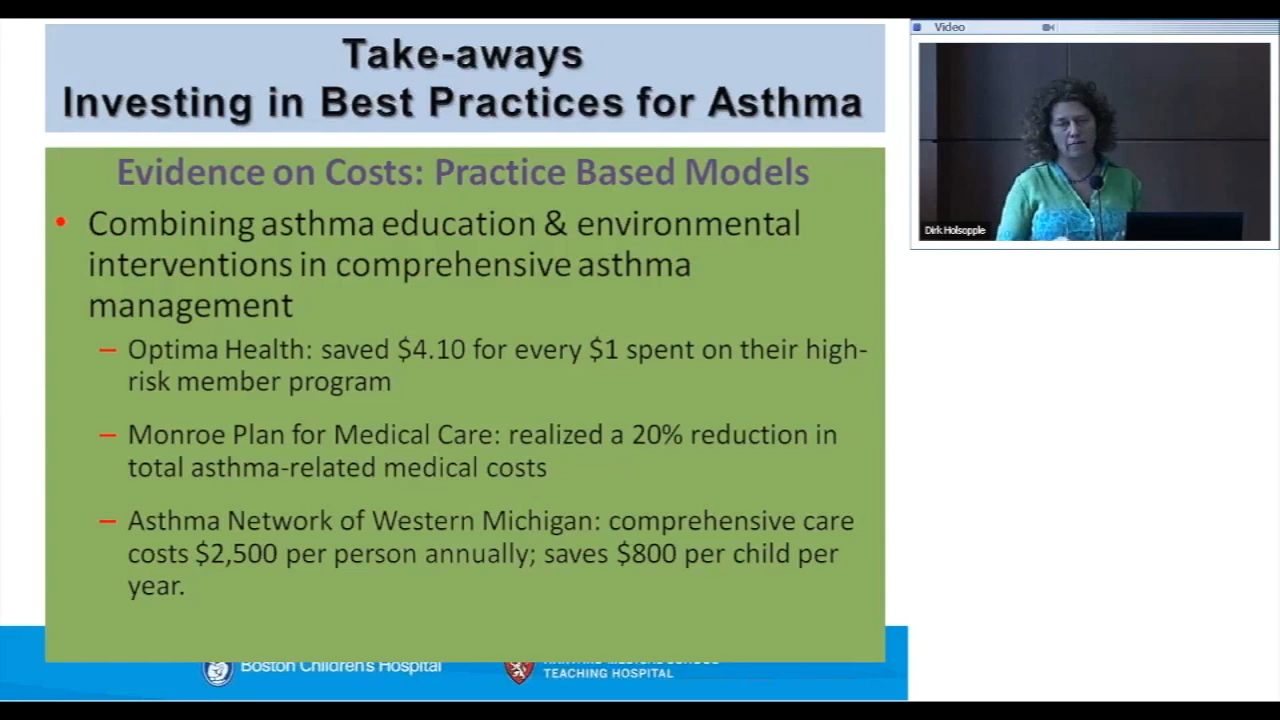 Take-aways
Investing in Best Practices for Asthma
Evidence on Costs: Practice Based Models
• Combining asthma education & environmental
interventions in comprehensive asthma
management
– Optima Health: saved $4.10 for every $1 spent on their high-
risk member program
– Monroe Plan for Medical Care: realized a 20% reduction in
total asthma-related medical costs
– Asthma Network of Western Michigan: comprehensive care
costs $2,500 per person annually; saves $800 per child per
year.
Boston Children's Hospital
HARVARD MEDICAL SCHOOL
TEACHING HOSPITAL
Video
Dirk Holsopple